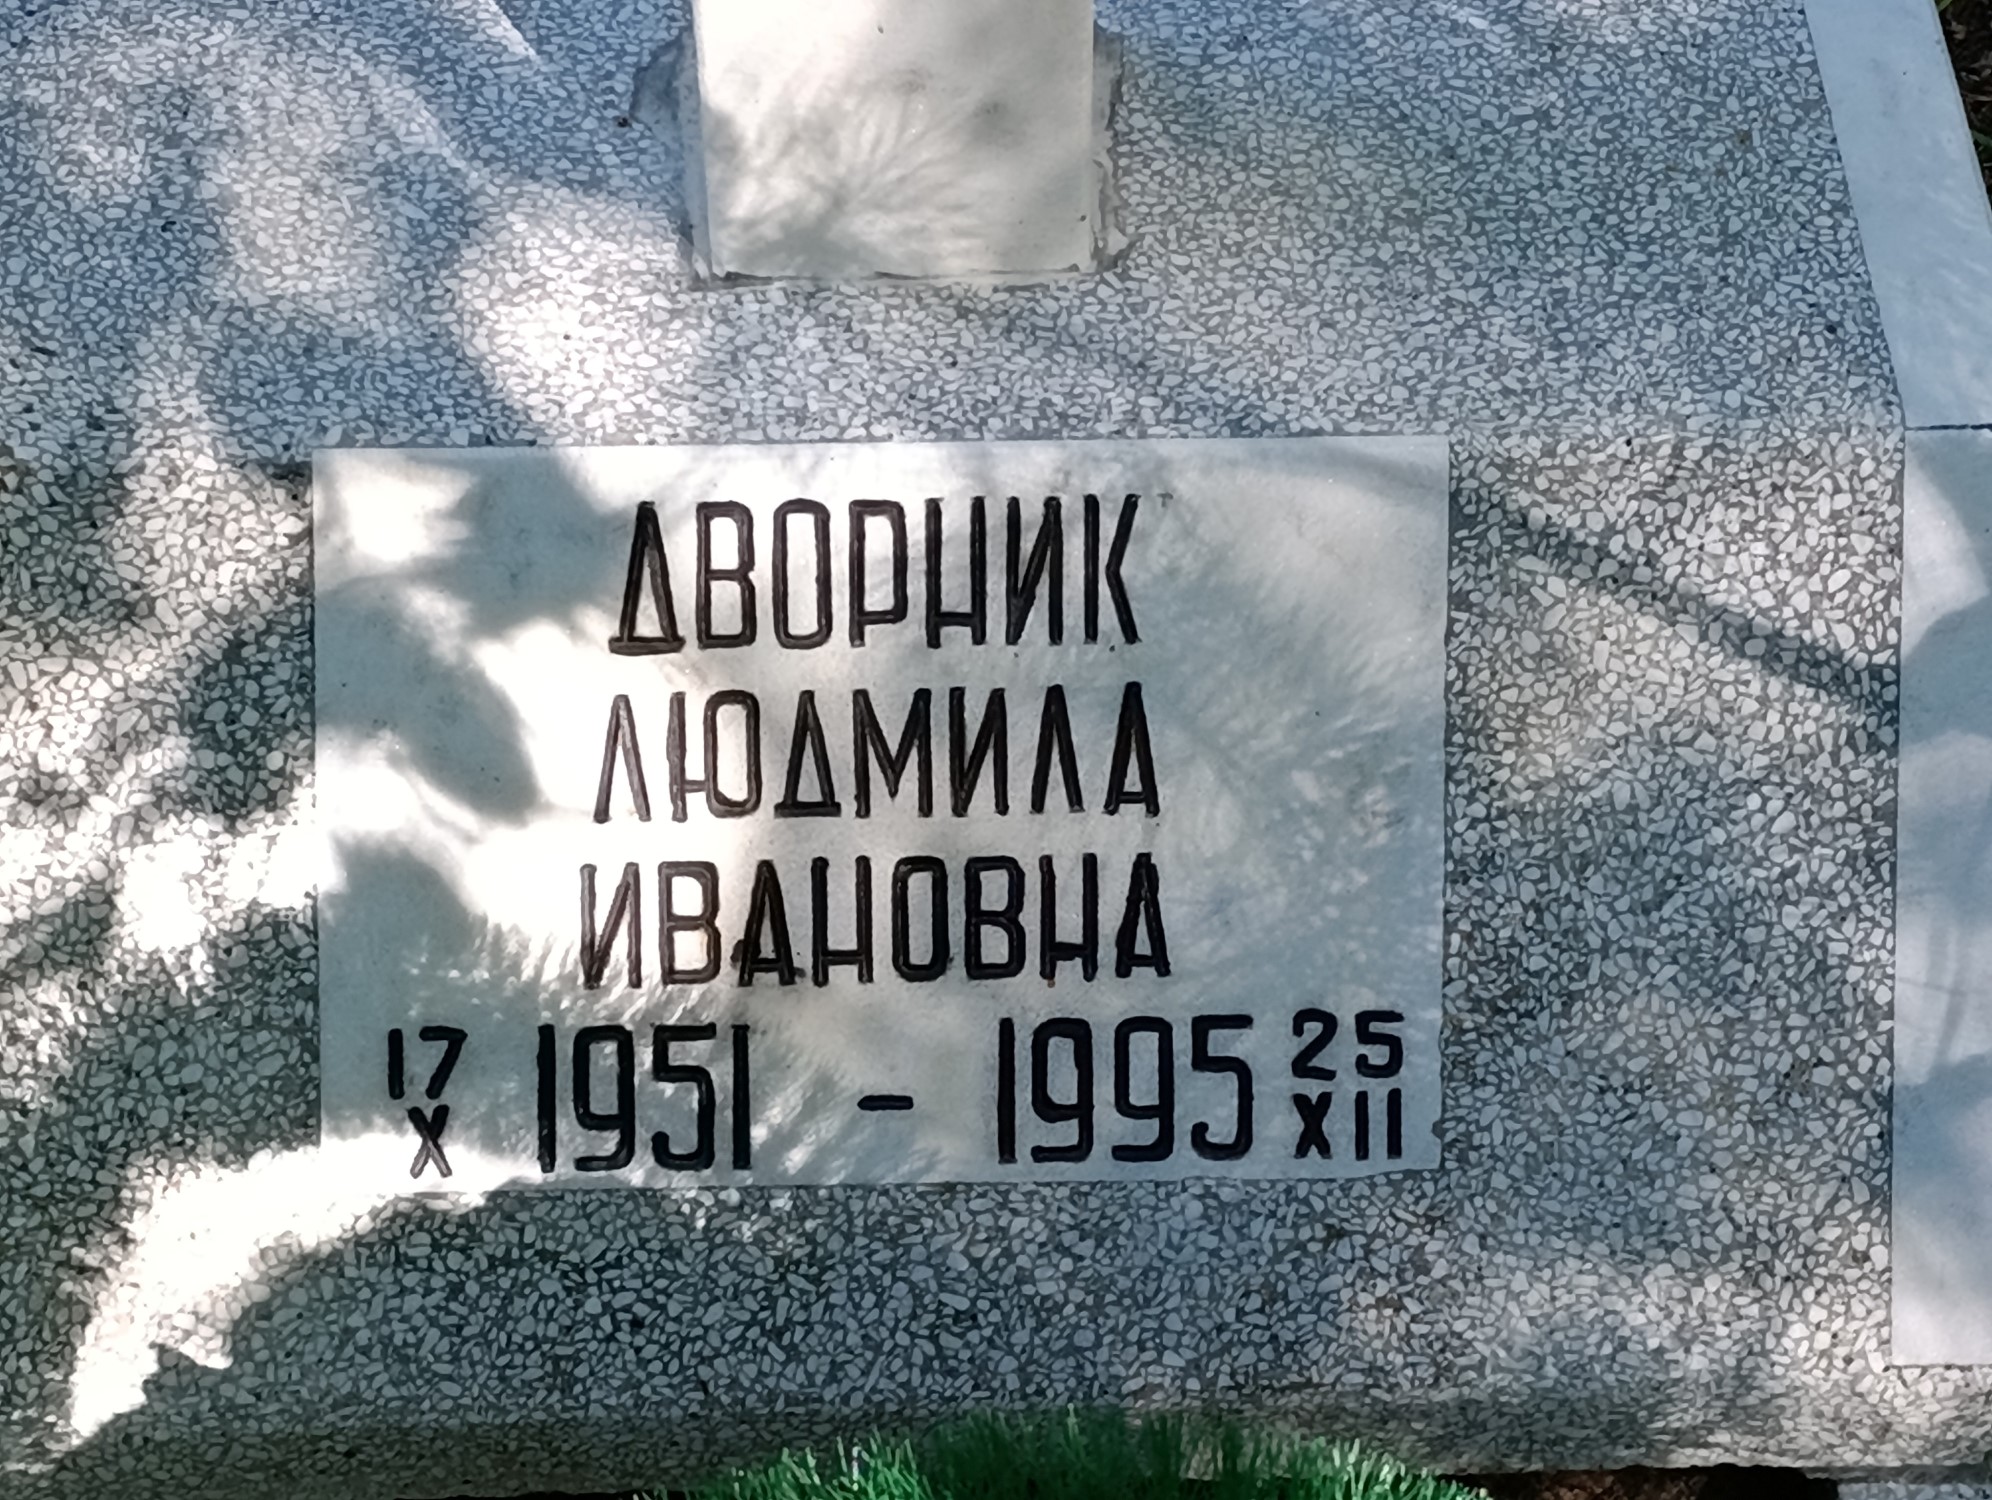 ДВОРНИК
ЛЮДМИЛА
ИВАНОВНА
17 X 1951 - 1995 25 XII